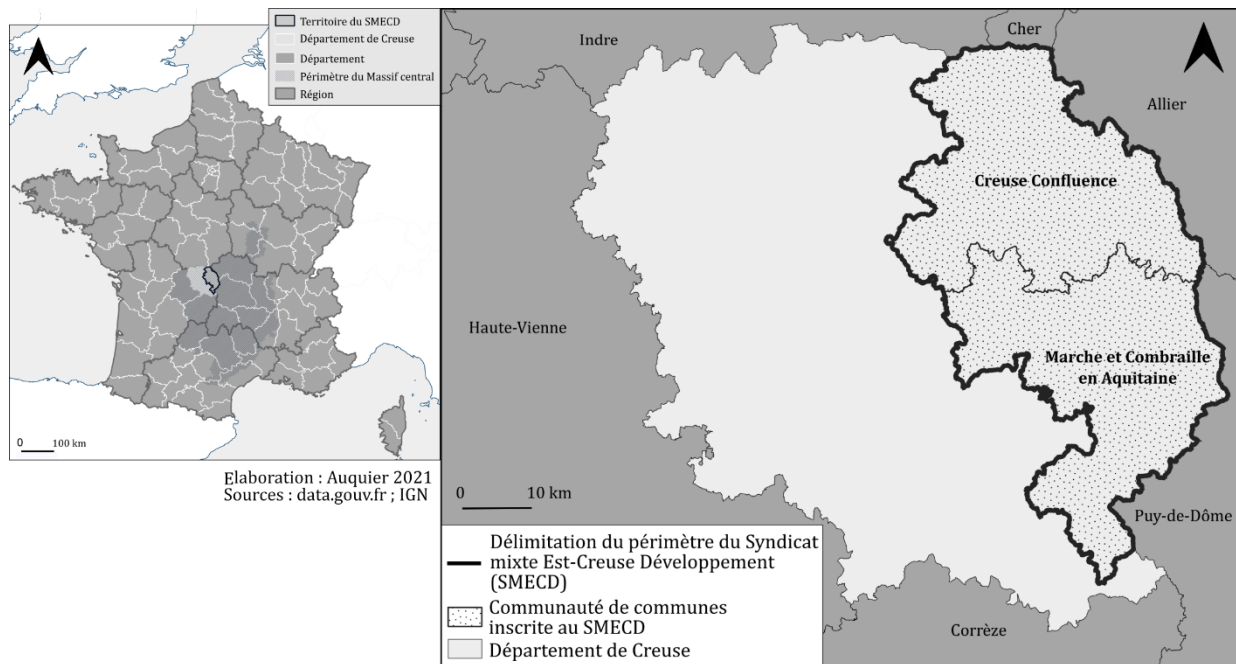 Territoire du SMECD
Département de Creuse
Département
Périmètre du Massif central
Région
0 100 km
Elaboration : Auquier 2021
Sources : data.gouv.fr ; IGN
Indre
Cher
Allier
Creuse Confluence
Haute-Vienne
Marche et Combraille
en Aquitaine
Puy-de-Dôme
Corrèze
0 10 km
Délimitation du périmètre du Syndicat
mixte Est-Creuse Développement
(SMECD)
Communauté de communes
inscrite au SMECD
Département de Creuse